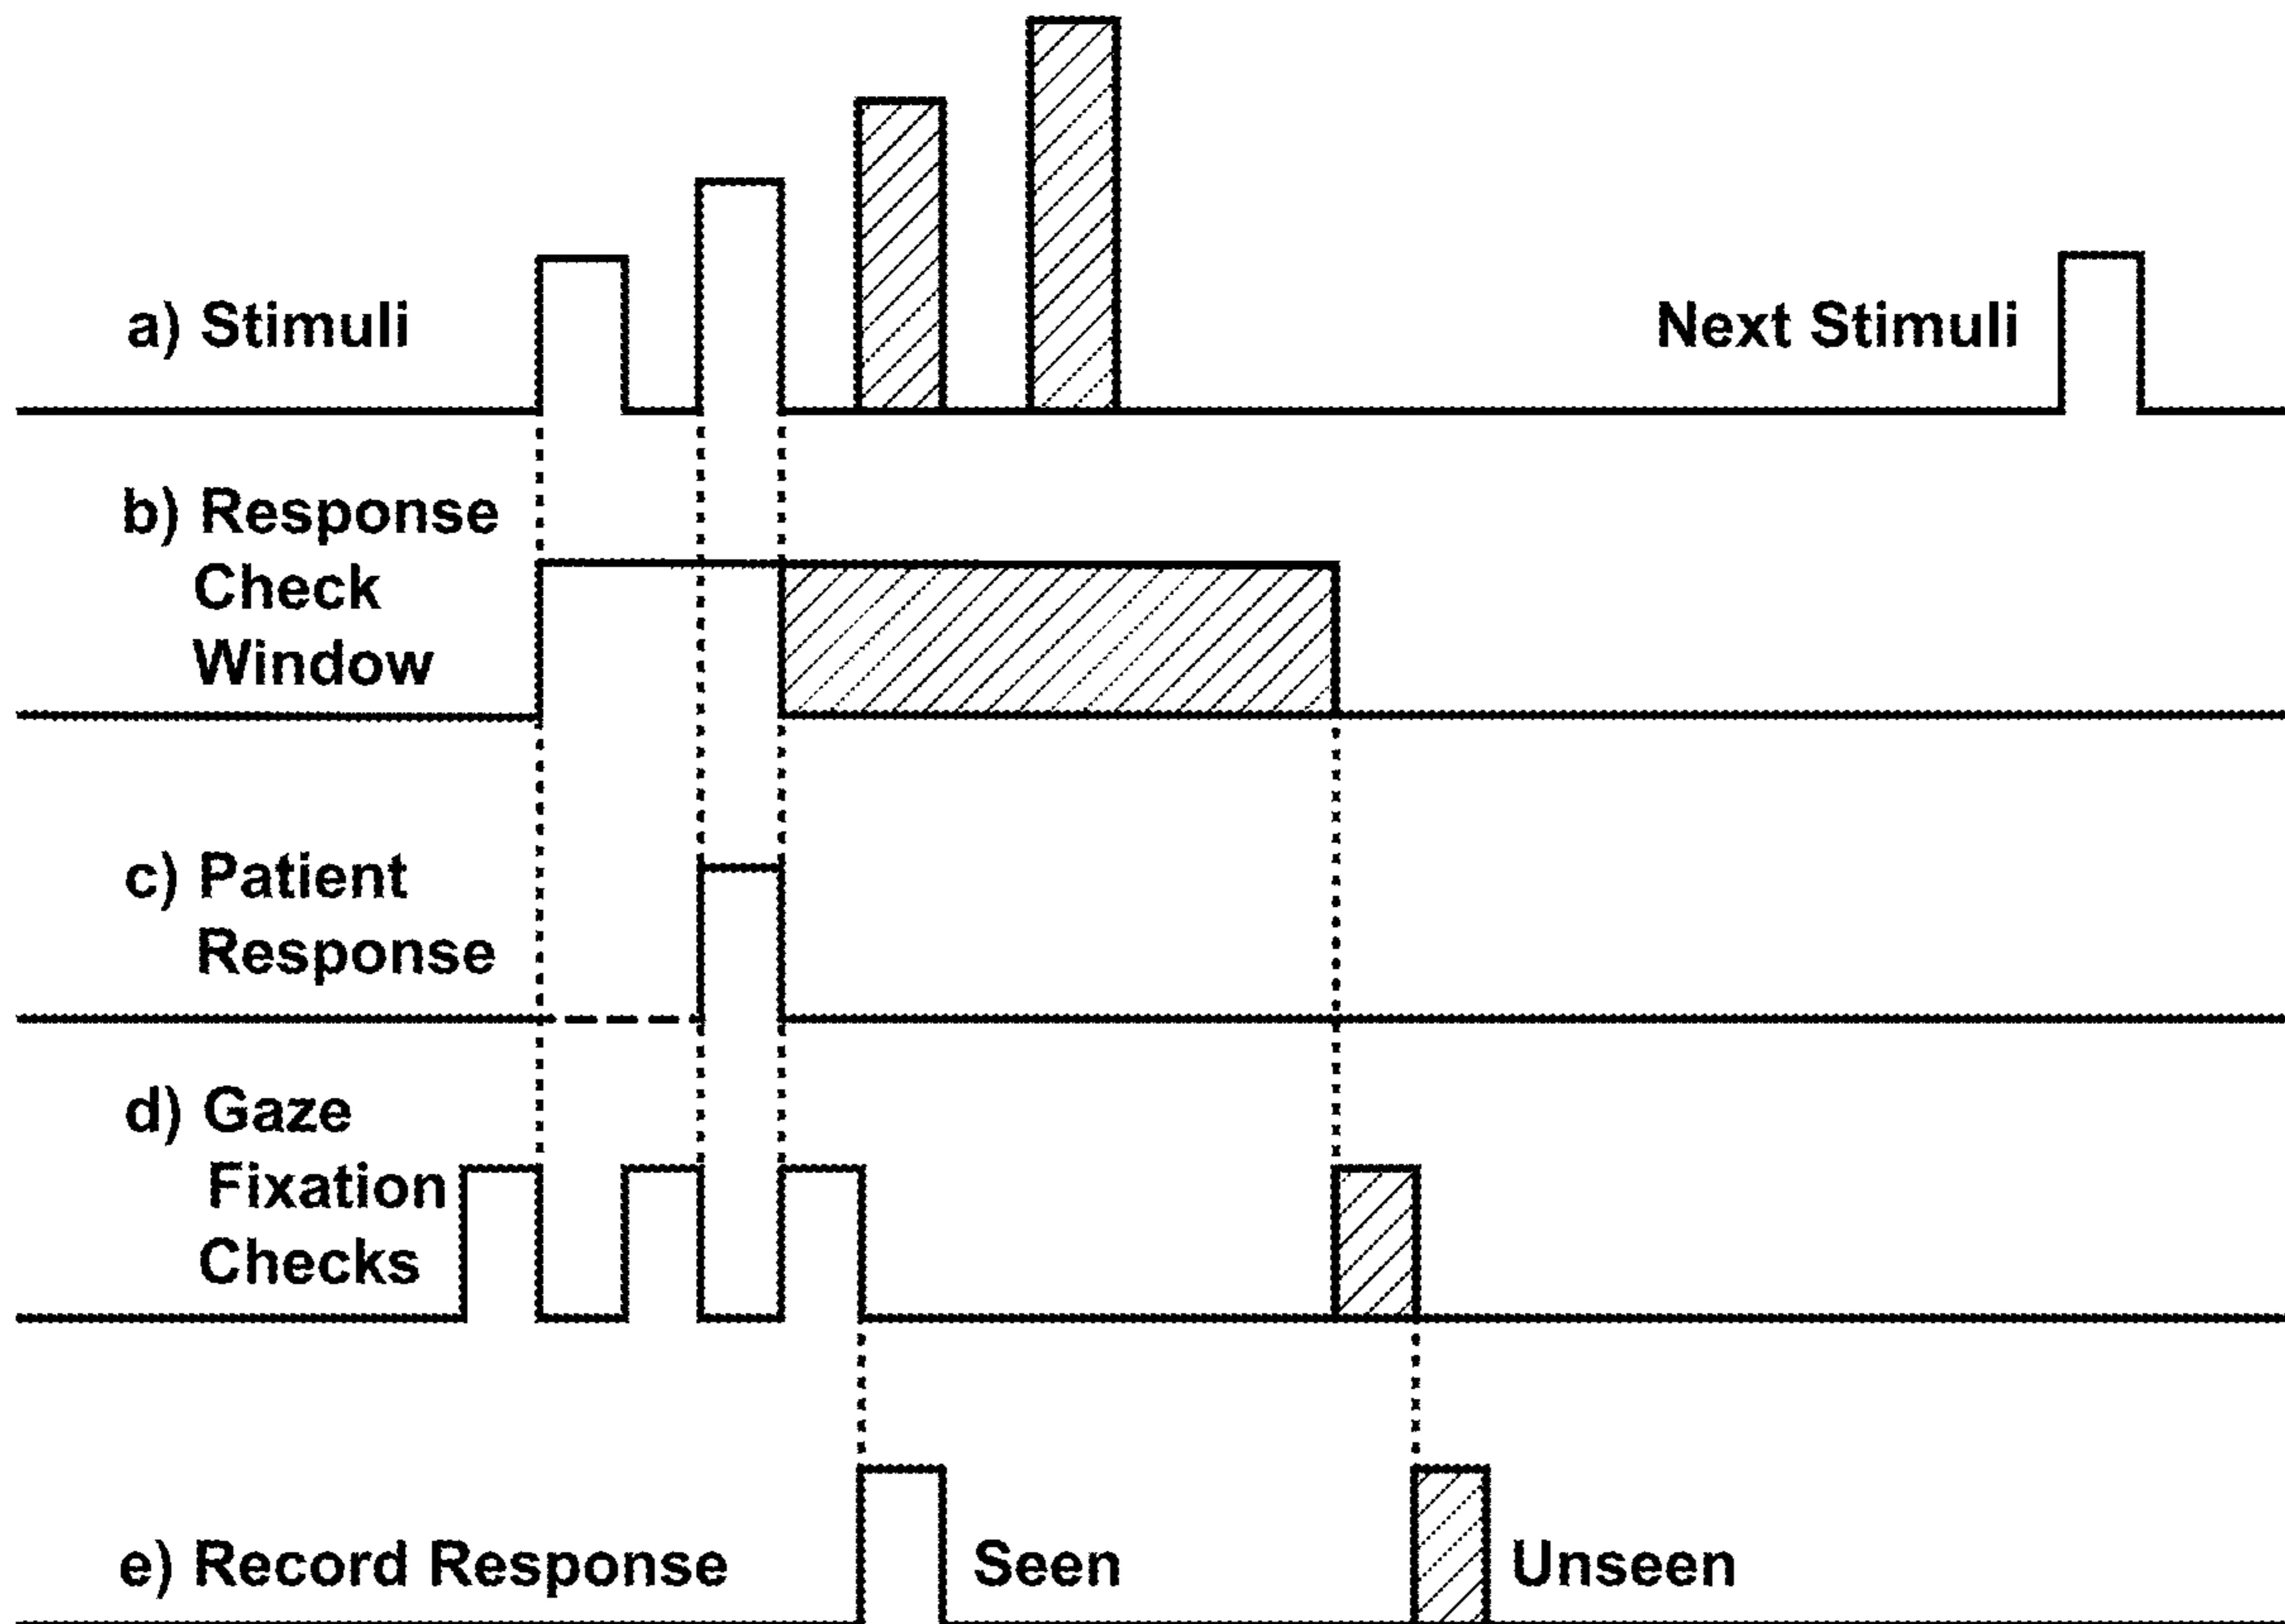 a) Stimuli
Next Stimuli
b) Response
Check
Window
c) Patient
Response
d) Gaze
Fixation
Checks
e) Record Response
Seen
Unseen